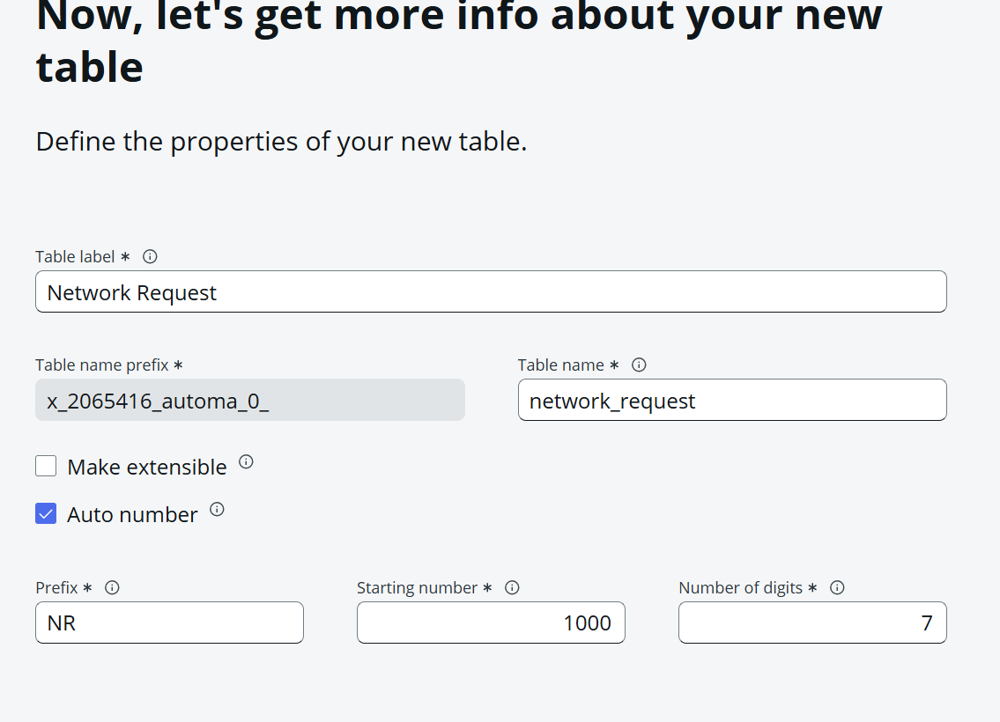 Now, let's get more info about your new
table
Define the properties of your new table.
Table label *
Network Request
Table name prefix *
Table name *
x_2065416_automa_0_
network_request
Make extensible
Auto number
Prefix *
Starting number *
Number of digits *
NR
1000
7